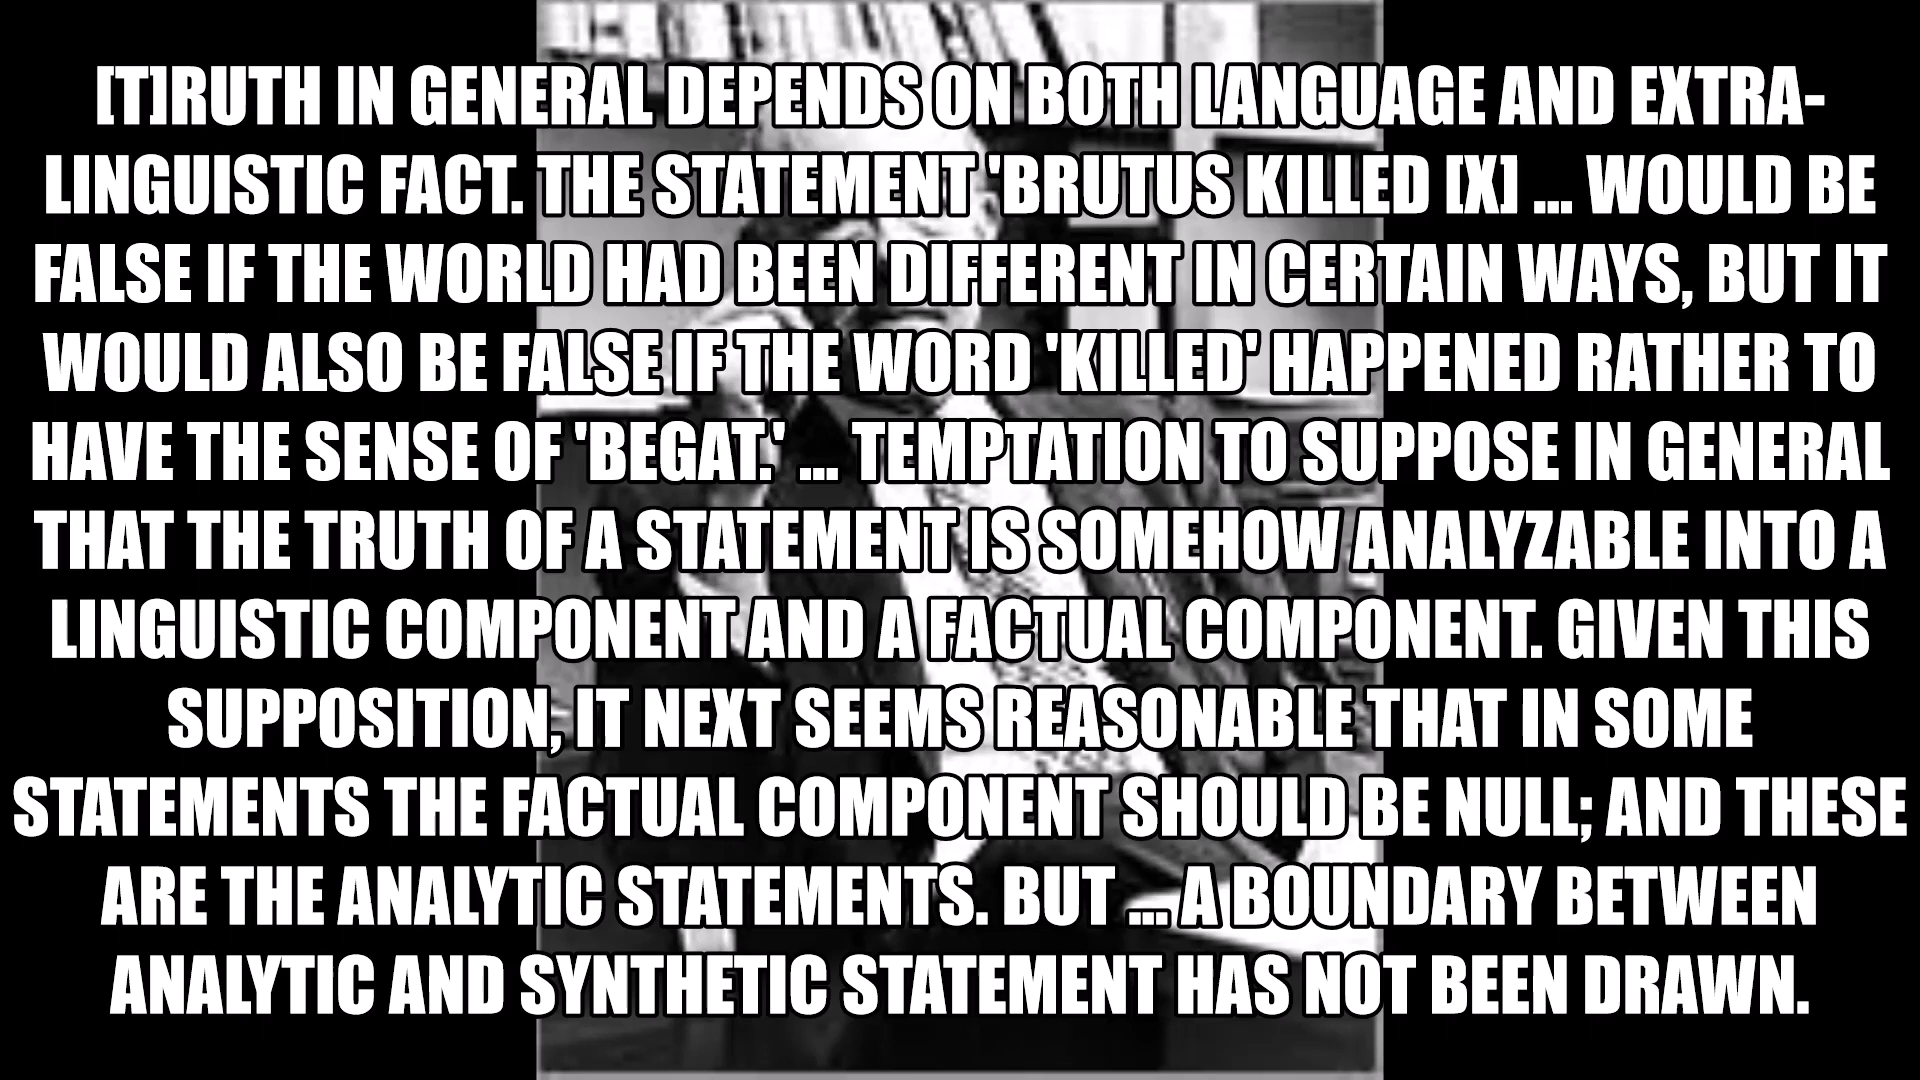 [T]RUTH IN GENERAL DEPENDS ON BOTH LANGUAGE AND EXTRA-
LINGUISTIC FACT. THE STATEMENT 'BRUTUS KILLED [X] ... WOULD BE
FALSE IF THE WORLD HAD BEEN DIFFERENT IN CERTAIN WAYS, BUT IT
WOULD ALSO BE FALSE IF THE WORD 'KILLED' HAPPENED RATHER TO
HAVE THE SENSE OF 'BEGAT.' ... TEMPTATION TO SUPPOSE IN GENERAL
THAT THE TRUTH OF A STATEMENT IS SOMEHOW ANALYZABLE INTO A
LINGUISTIC COMPONENT AND A FACTUAL COMPONENT. GIVEN THIS
SUPPOSITION, IT NEXT SEEMS REASONABLE THAT IN SOME
STATEMENTS THE FACTUAL COMPONENT SHOULD BE NULL; AND THESE
ARE THE ANALYTIC STATEMENTS. BUT ... A BOUNDARY BETWEEN
ANALYTIC AND SYNTHETIC STATEMENT HAS NOT BEEN DRAWN.